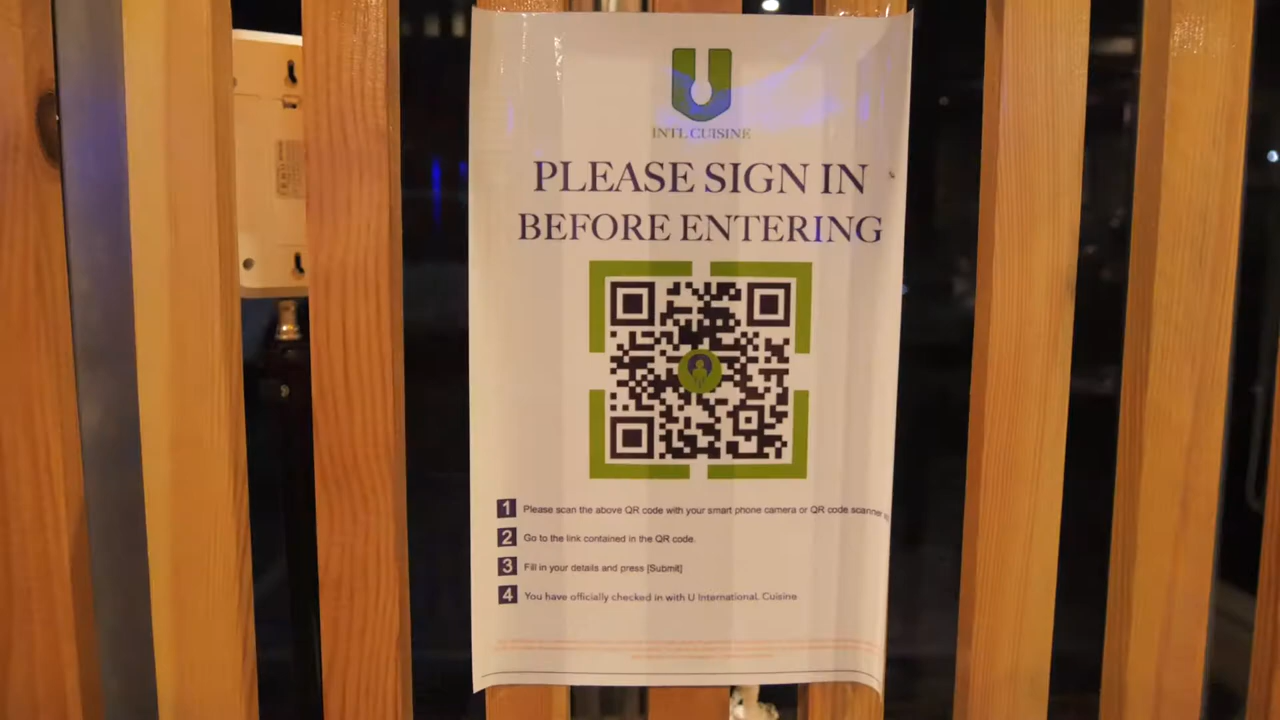 U
INTL CUISINE
PLEASE SIGN IN
BEFORE ENTERING
1 Please scan the above QR code with your smart phone camera or QR code scanner
2 Go to the link contained in the QR code.
3 Fill in your details and press [Submit]
4 You have officially checked in with U International. Cuisine